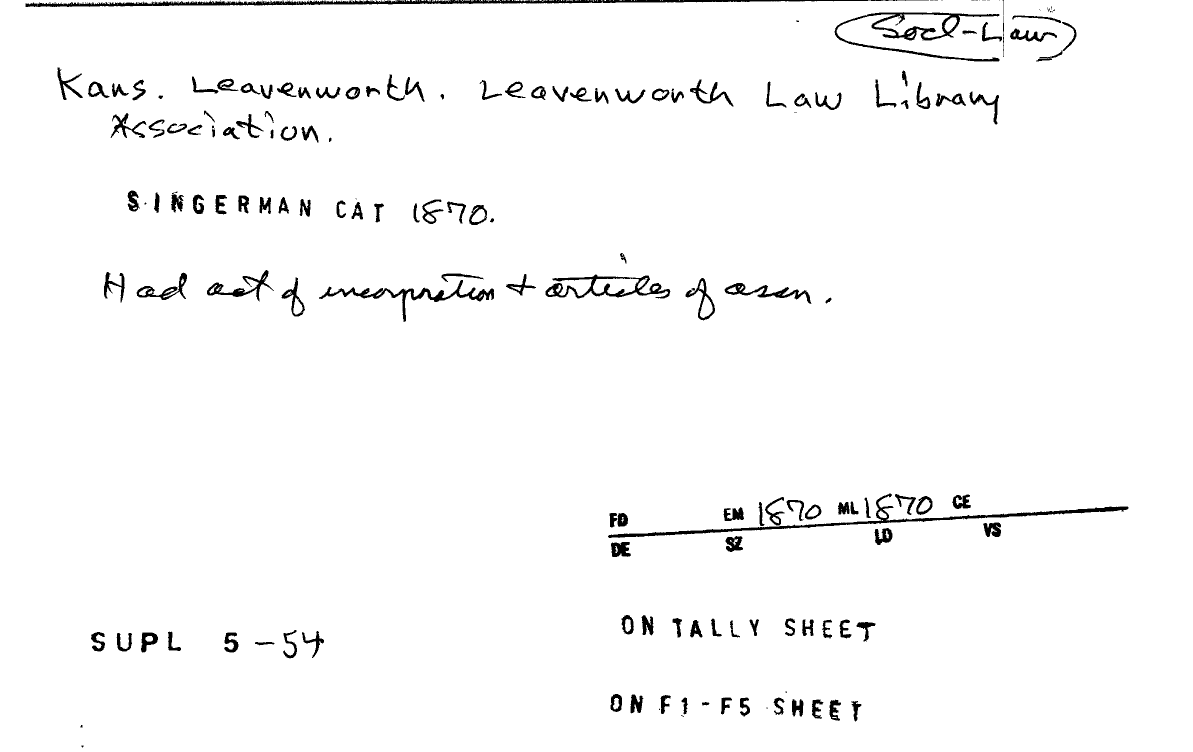 Socl-Law
Kans. Leavenworth. Leavenworth Law Library
Association.
SINGERMAN CAT 1870.
Had act of incorpration + articles of assn.
FD EM 1870 ML 1870 CE
DE SZ LD VS
SUPL 5-54
ON TALLY SHEET
ON F1-F5 SHEET